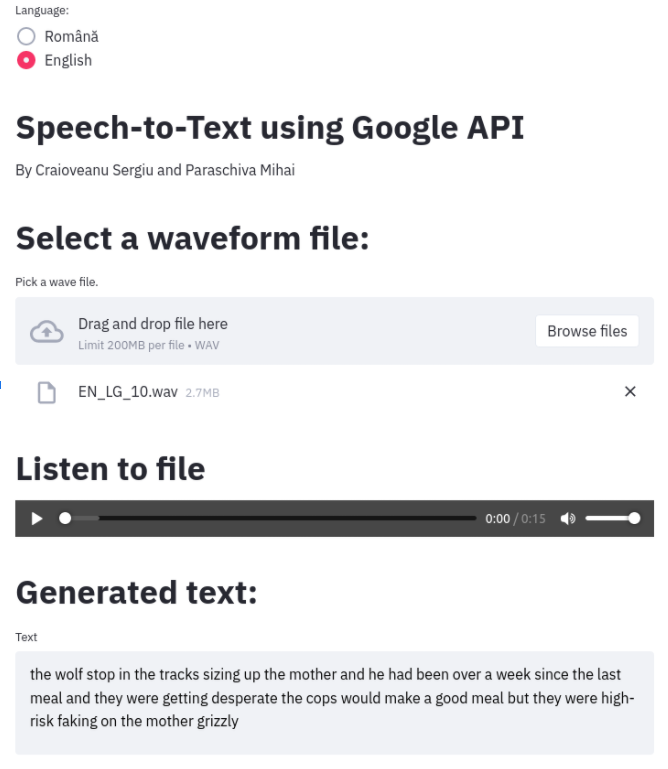 Language:
Română
English
Speech-to-Text using Google API
By Craioveanu Sergiu and Paraschiva Mihai
Select a waveform file:
Pick a wave file.
Drag and drop file here
Limit 200MB per file • WAV
Browse files
EN_LG_10.wav 2.7MB
Listen to file
0:00 / 0:15
Generated text:
Text
the wolf stop in the tracks sizing up the mother and he had been over a week since the last
meal and they were getting desperate the cops would make a good meal but they were high-
risk faking on the mother grizzly